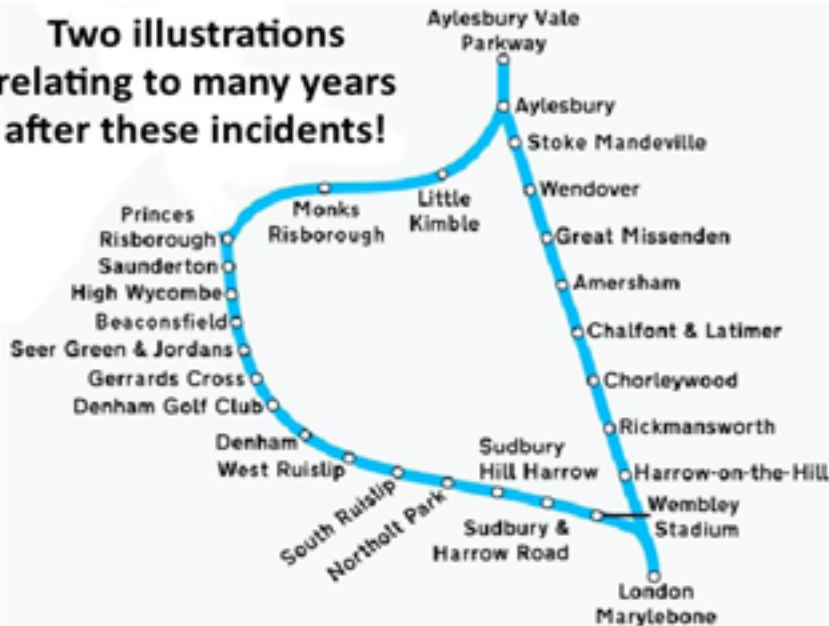 Two illustrations
relating to many years
after these incidents!
Aylesbury Vale
Parkway
Aylesbury
Stoke Mandeville
Wendover
Little
Kimble
Monks
Risborough
Princes
Risborough
Great Missenden
Saunderton
High Wycombe
Amersham
Beaconsfield
Chalfont & Latimer
Seer Green & Jordans
Gerrards Cross
Chorleywood
Denham Golf Club
Rickmansworth
Denham
West Ruislip
South Ruislip
Northolt Park
Sudbury
Hill Harrow
Harrow-on-the-Hill
Sudbury &
Harrow Road
Wembley
Stadium
London
Marylebone